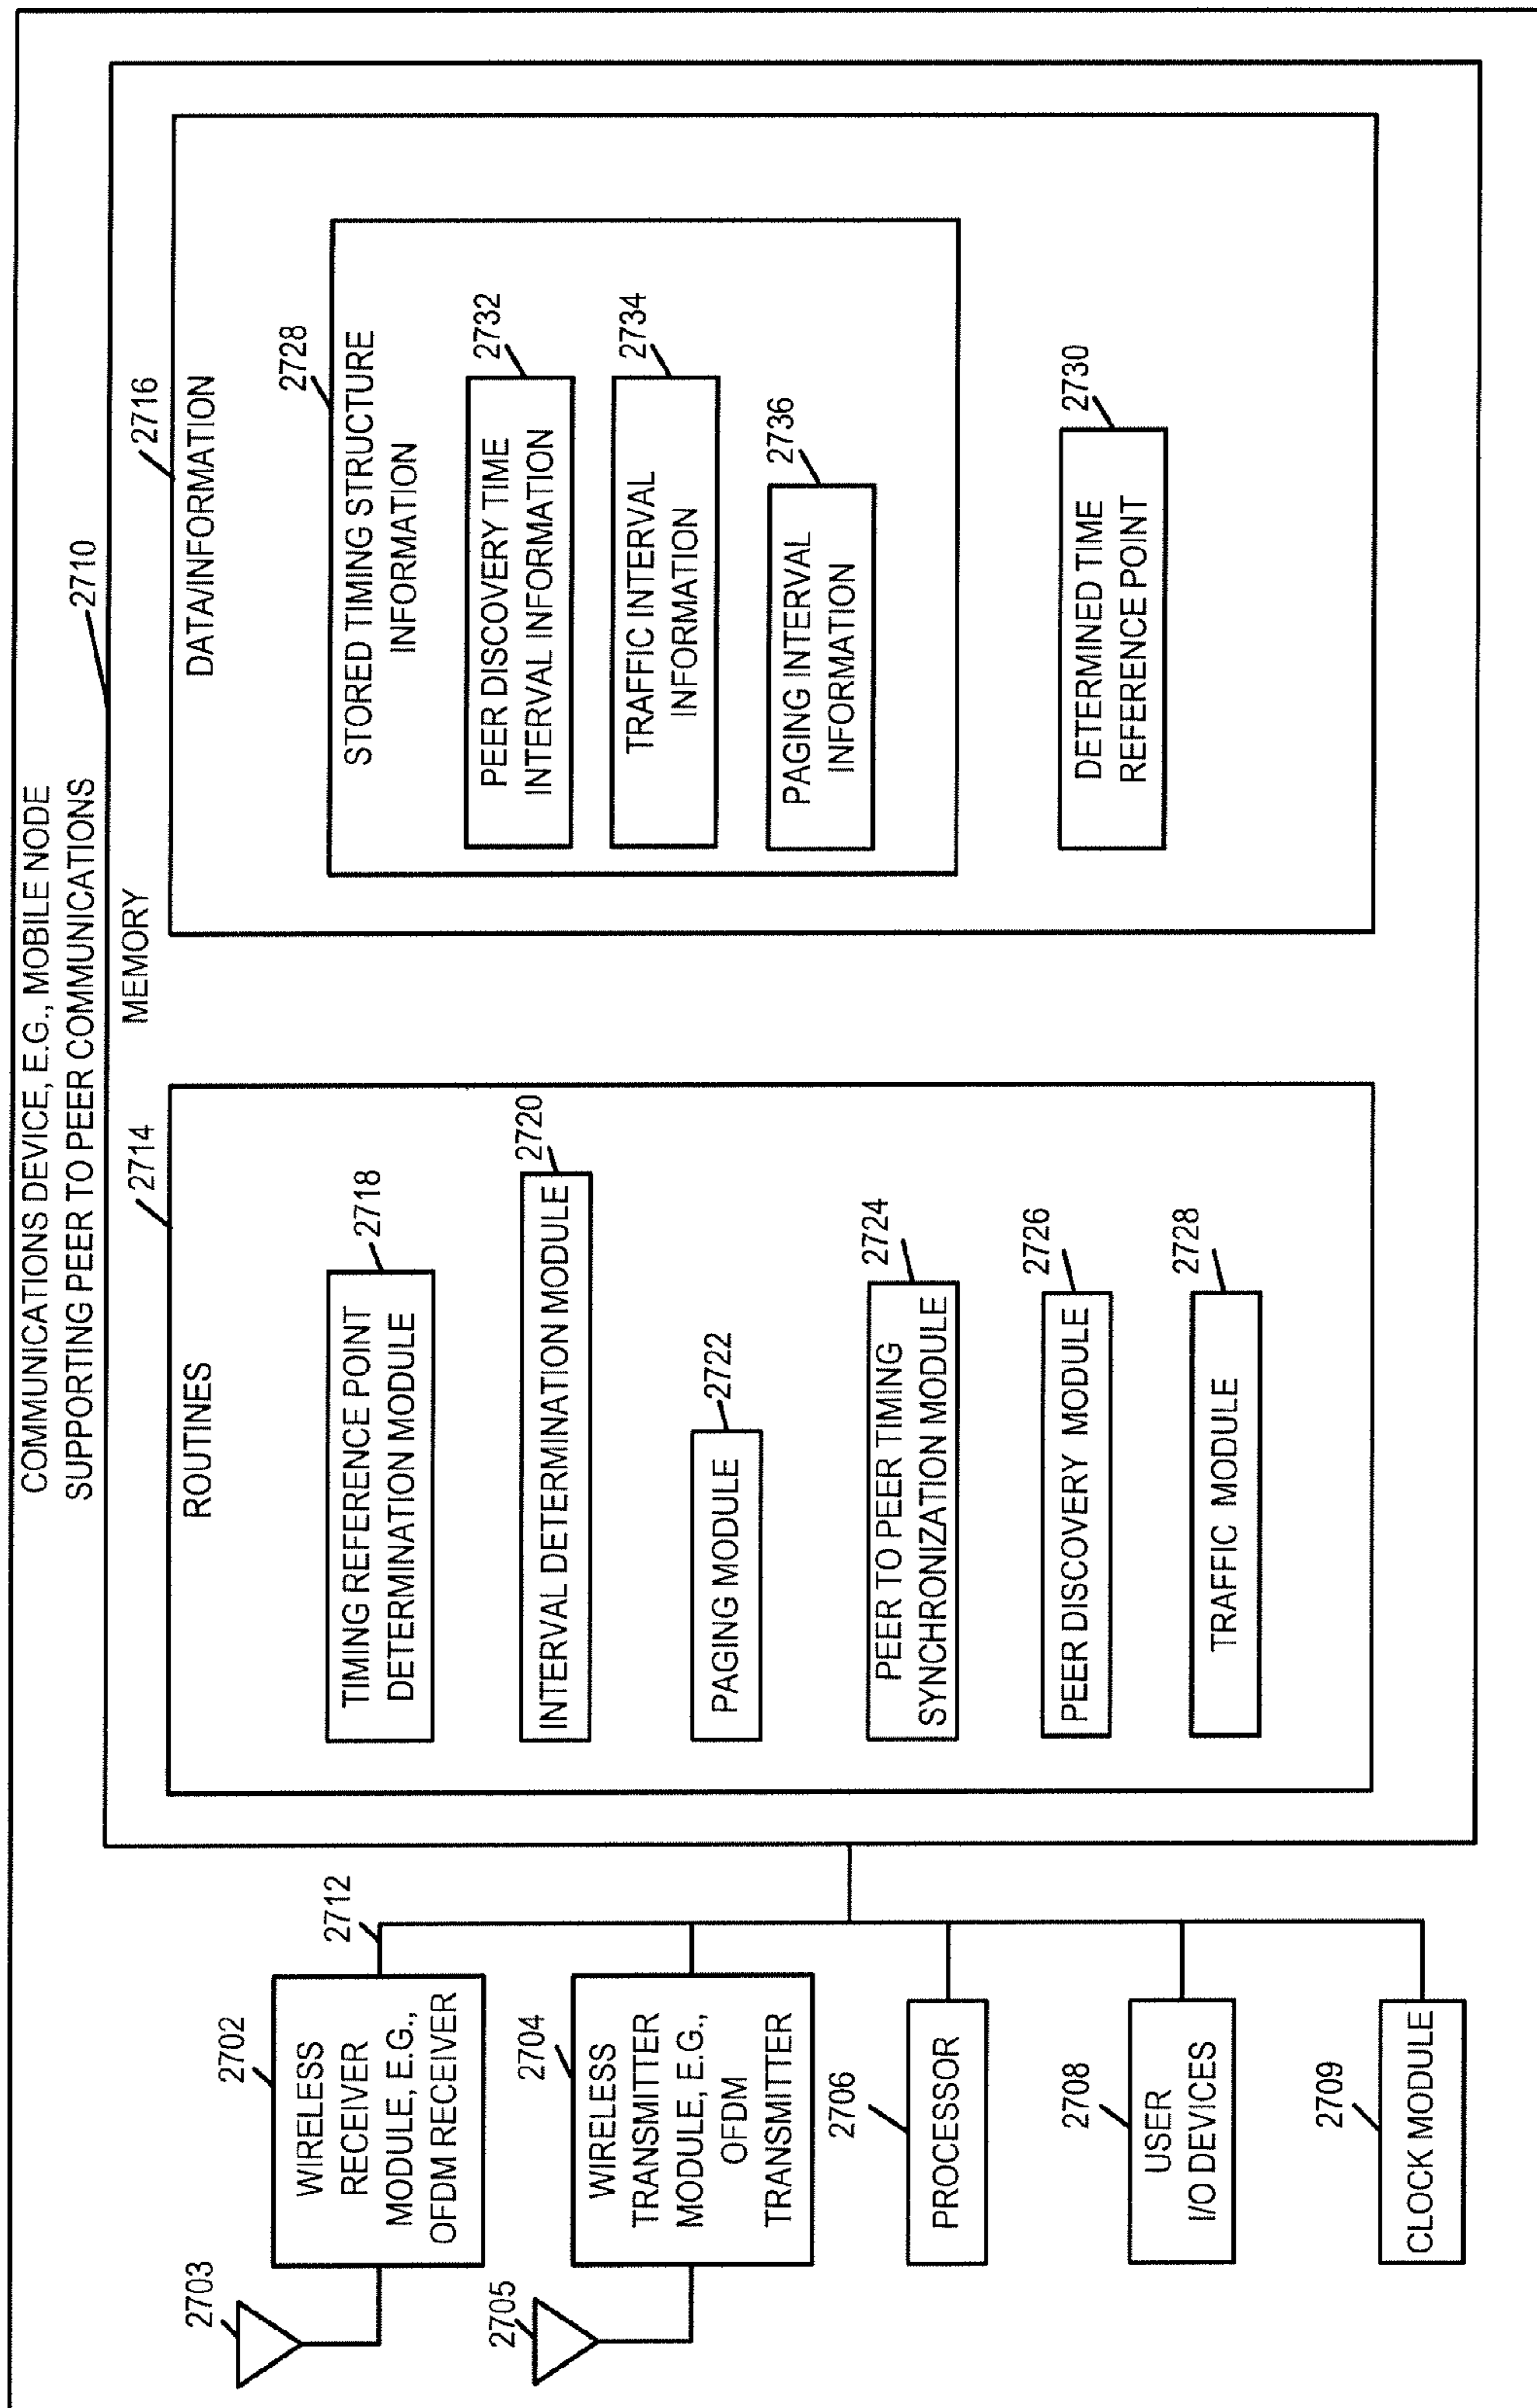 COMMUNICATIONS DEVICE, E.G., MOBILE NODE
SUPPORTING PEER TO PEER COMMUNICATIONS
2710
MEMORY
2703
2702
WIRELESS
RECEIVER
MODULE, E.G.,
OFDM RECEIVER
2712
2705
2704
WIRELESS
TRANSMITTER
MODULE, E.G.,
OFDM
TRANSMITTER
2706
PROCESSOR
2708
USER
I/O DEVICES
2709
CLOCK MODULE
2714
ROUTINES
2718
TIMING REFERENCE POINT
DETERMINATION MODULE
2720
INTERVAL DETERMINATION MODULE
2722
PAGING MODULE
2724
PEER TO PEER TIMING
SYNCHRONIZATION MODULE
2726
PEER DISCOVERY MODULE
2728
TRAFFIC MODULE
2716
DATA/INFORMATION
2728
STORED TIMING STRUCTURE
INFORMATION
2732
PEER DISCOVERY TIME
INTERVAL INFORMATION
2734
TRAFFIC INTERVAL
INFORMATION
2736
PAGING INTERVAL
INFORMATION
2730
DETERMINED TIME
REFERENCE POINT